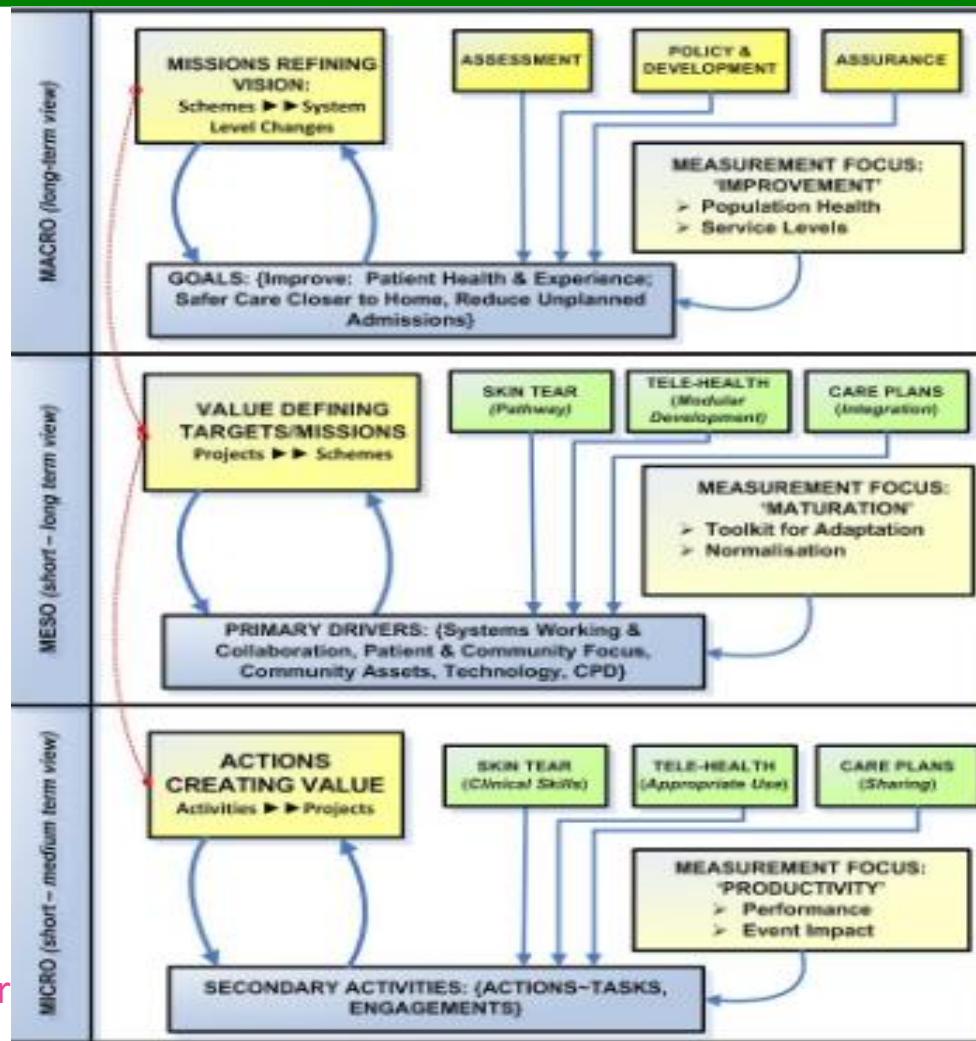 MACRO (long-term view)
MISSIONS REFINING
VISION:
Schemes ►►System
Level Changes
ASSESSMENT
POLICY &
DEVELOPMENT
ASSURANCE
MEASUREMENT FOCUS:
'IMPROVEMENT'
➢ Population Health
➢ Service Levels
GOALS: {Improve: Patient Health & Experience;
Safer Care Closer to Home, Reduce Unplanned
Admissions}
MESO (short – long term view)
VALUE DEFINING
TARGETS/MISSIONS
Projects ►► Schemes
SKIN TEAR
(Pathway)
TELE-HEALTH
(Modular
Development)
CARE PLANS
(Integration)
MEASUREMENT FOCUS:
'MATURATION'
➢ Toolkit for Adaptation
➢ Normalisation
PRIMARY DRIVERS: {Systems Working &
Collaboration, Patient & Community Focus,
Community Assets, Technology, CPD}
MICRO (short – medium term view)
ACTIONS
CREATING VALUE
Activities ►►Projects
SKIN TEAR
(Clinical Skills)
TELE-HEALTH
(Appropriate Use)
CARE PLANS
(Sharing)
MEASUREMENT FOCUS:
'PRODUCTIVITY'
➢ Performance
➢ Event Impact
SECONDARY ACTIVITIES: {ACTIONS~TASKS,
ENGAGEMENTS}
r